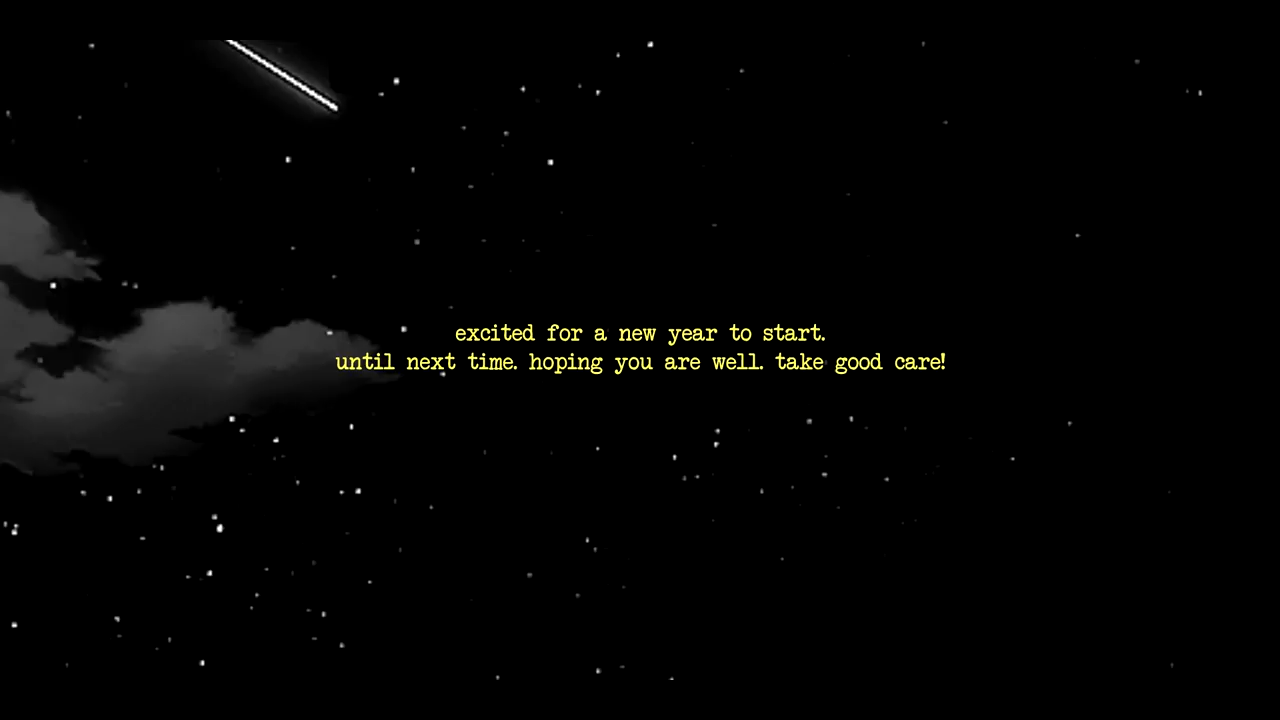 excited for a new year to start.
until next time. hoping you are well. take good care!